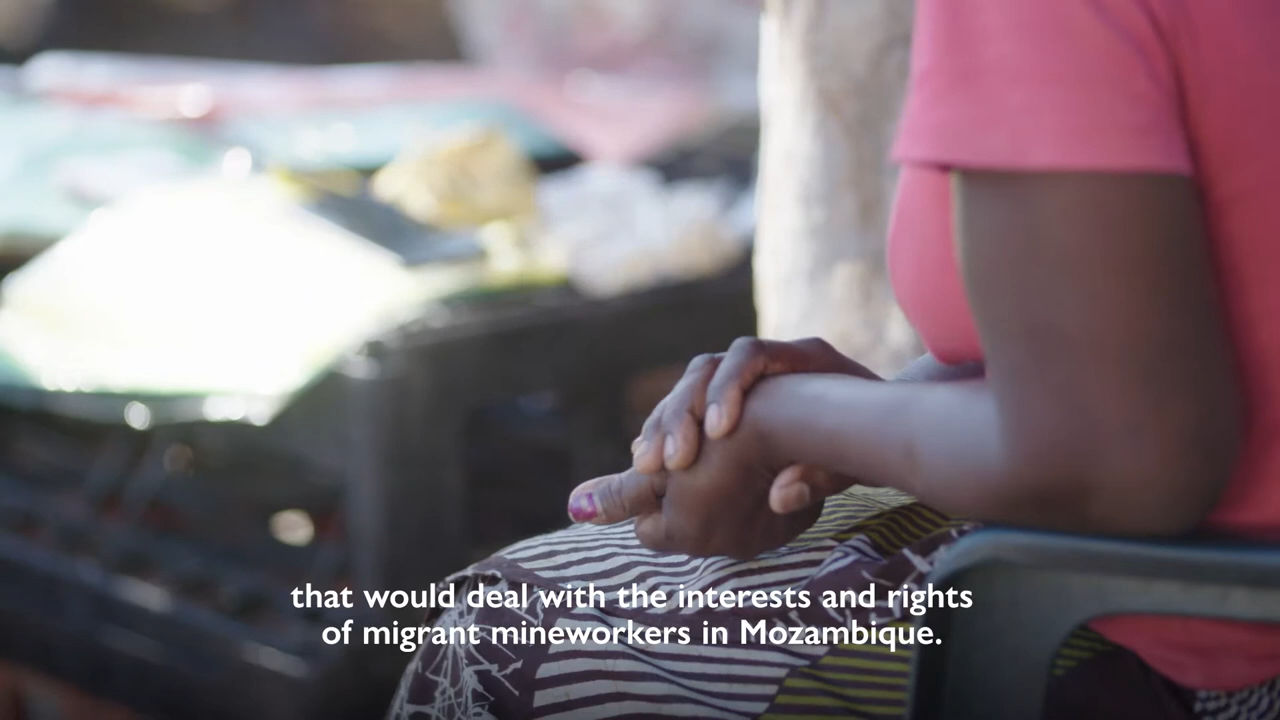 that would deal with the interests and rights
of migrant mineworkers in Mozambique.